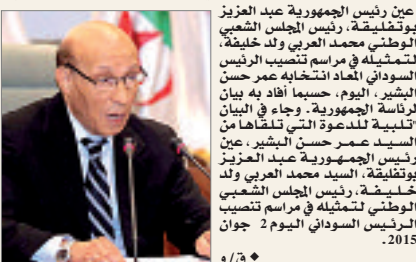 عين رئيس الجمهورية عبد العزيز
بوتفليقة، رئيس المجلس الشعبي
الوطني محمد العربي ولد خليفة،
لتمثيله في مراسم تنصيب الرئيس
السوداني المعاد انتخابه عمر حسن
البشير، اليوم، حسبما أفاد به بيان
لرئاسة الجمهورية. وجاء في البيان
"تلبية للدعوة التي تلقاها من
السيد عمر حسن البشير، عين
رئيس الجمهورية عبد العزيز
بوتفليقة، السيد محمد العربي ولد
خليفة، رئيس المجلس الشعبي
الوطني لتمثيله في مراسم تنصيب
الرئيس السوداني اليوم 2 جوان
2015.
◆ ق/و